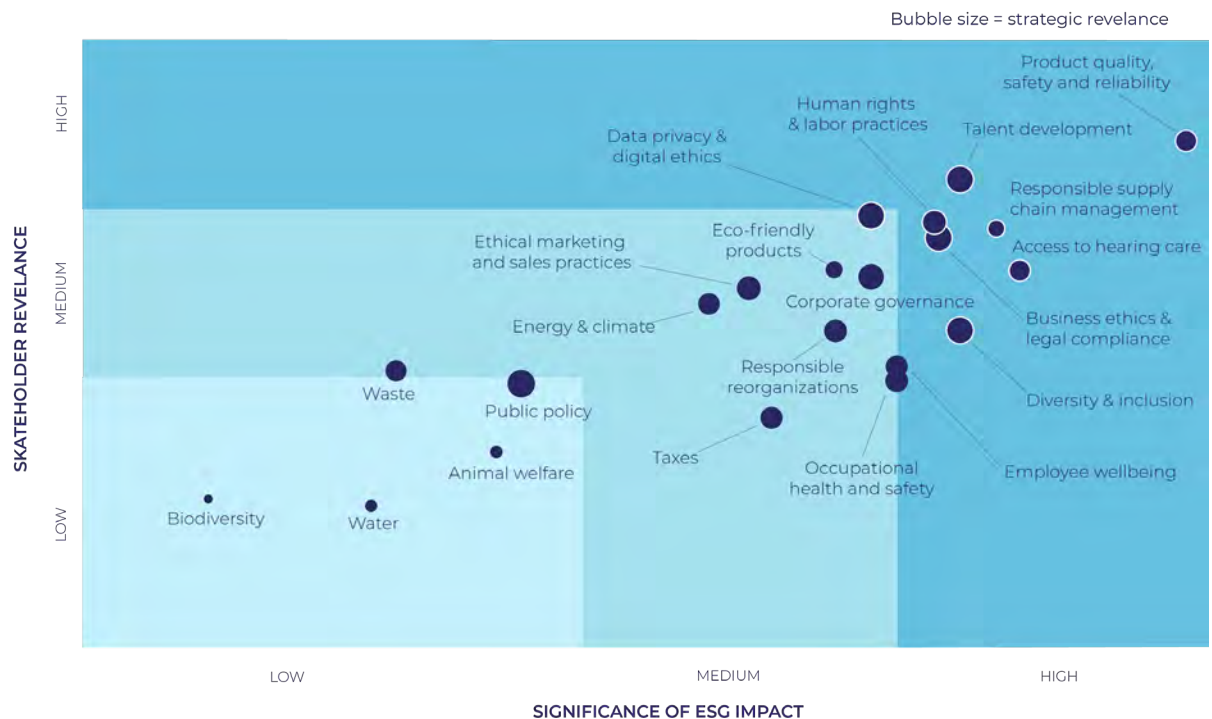 Bubble size = strategic revelance
Product quality,
safety and reliability
Human rights
& labor practices
Talent development
Data privacy &
digital ethics
Responsible supply
chain management
Eco-friendly
products
Ethical marketing
and sales practices
Access to hearing care
Corporate governance
Energy & climate
Business ethics &
legal compliance
Responsible
reorganizations
Waste
Public policy
Diversity & inclusion
Taxes
Animal welfare
Occupational
health and safety
Employee wellbeing
Biodiversity
Water
SKATEHOLDER REVELANCE
HIGH
MEDIUM
LOW
LOW
MEDIUM
HIGH
SIGNIFICANCE OF ESG IMPACT